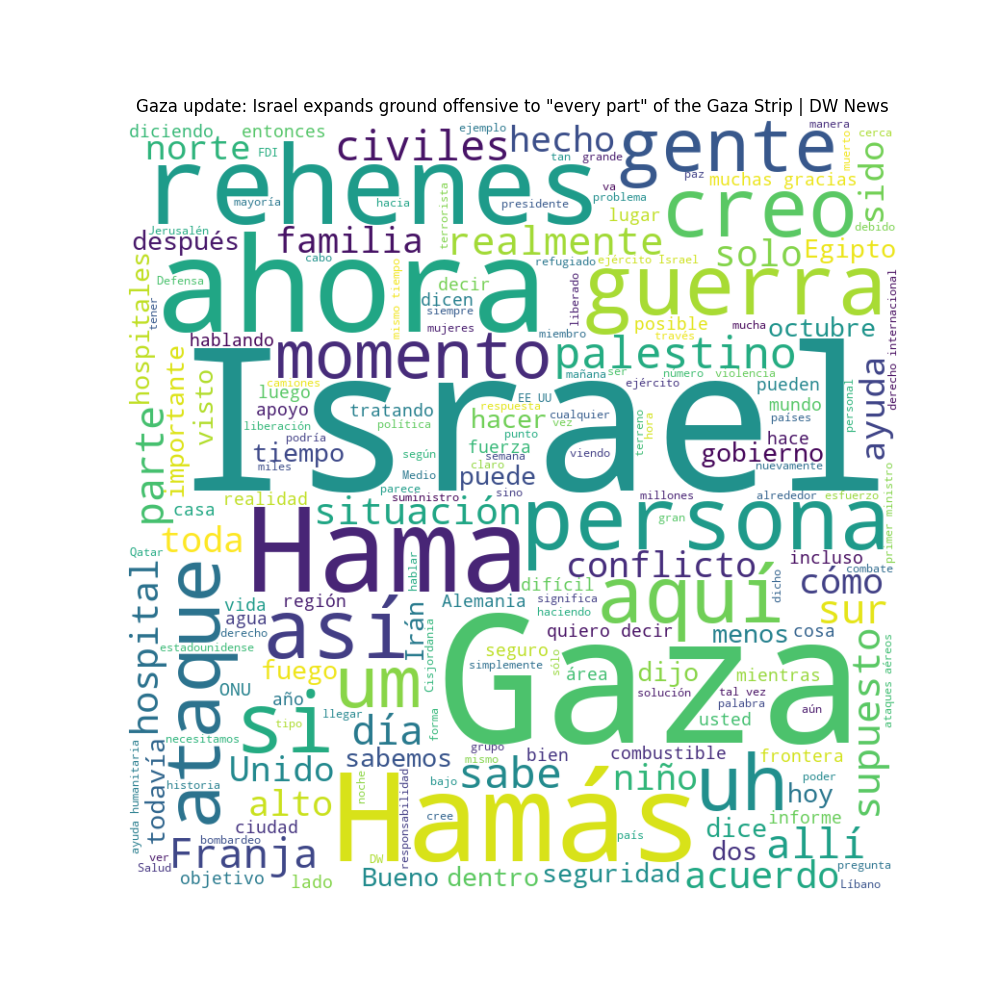 Gaza update: Israel expands ground offensive to "every part" of the Gaza Strip | DW News
diciendo
entonces
ejemplo
manera
cerca
norte
FDI
civiles
hecho
tan
grande
gente
muerto
sido
rehenes
mayoría
hacia
terrorista
va
problema
presidente
paz
muchas gracias
lugar
creo
debido
Jerusalén
después
familia
realmente
solo
Egipto
hospitales
Defensa
cabo
ahora
mismo tiempo
decir
refugiado
ejército Israel
guerra
liberado
tener
dicen
siempre
mujeres
miembro
posible
través
mucha
octubre
derecho internacional
hablando
momento
palestino
importante
visto
Israel
camiones
luego
apoyo
liberación
podría
tratando
política
EE UU
respuesta
mañana
ser
número
violencia
ejército
pueden
mundo
personal
ayuda
hacer
vez
cualquier
países
punto
terreno
hora
hace
parte
tiempo
según
fuerza
semana
viendo
gobierno
miles
Medio
claro
puede
nuevamente
parece
suministro
sino
millones
alrededor
esfuerzo
primer ministro
realidad
casa
situación
persona
gran
toda
Qatar
Hama
hablar
conflicto
incluso
combate
hospital
ataque
difícil
aquí
dicho
cómo
vida
región
Irán
Alemania
significa
haciendo
sur
agua
derecho
así
Cisjordania
quiero decir
menos
cosa
estadounidense
fuego
um
Gaza
seguro
simplemente
sólo
área
dijo
mientras
supuesto
ataques aéreos
ONU
año
solución
tal vez
palabra
aún
tipo
si
llegar
día
forma
usted
necesitamos
grupo
mismo
bien
combustible
frontera
ayuda humanitaria
todavía
Unido
sabemos
sabe
niño
uh
poder
historia
noche
responsabilidad
bajo
hoy
alto
Hamás
cree
informe
ciudad
país
dice
allí
bombardeo
ver
Salud
Franja
DW
dos
pregunta
objetivo
lado
Bueno
dentro
seguridad
acuerdo
Líbano